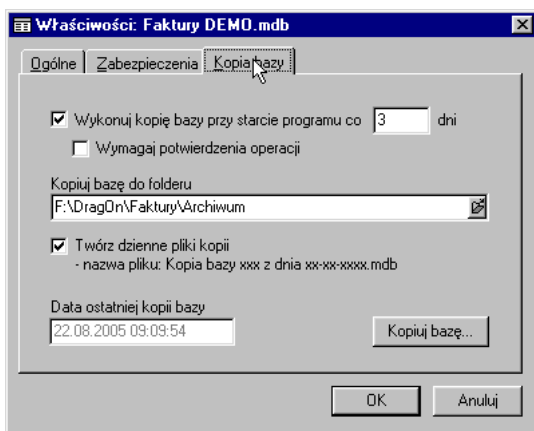 Właściwości: Faktury DEMO.mdb
Ogólne Zabezpieczenia Kopia bazy
Wykonuj kopię bazy przy starcie programu co 3 dni
Wymagaj potwierdzenia operacji
Kopiuj bazę do folderu
F:\DragOn\Faktury\Archiwum
Twórz dzienne pliki kopii
- nazwa pliku: Kopia bazy xxx z dnia xx-xx-xxxx.mdb
Data ostatniej kopii bazy
22.08.2005 09:09:54 Kopiuj bazę...
OK Anuluj